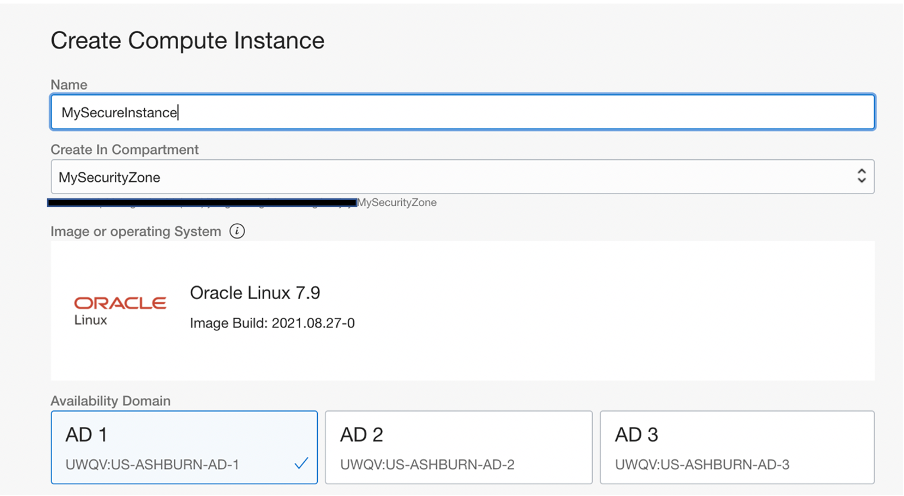 Create Compute Instance
Name
MySecureInstance
Create In Compartment
MySecurityZone
MySecurityZone
Image or operating System i
ORACLE
Linux
Oracle Linux 7.9
Image Build: 2021.08.27-0
Availability Domain
AD 1
UWQV:US-ASHBURN-AD-1
AD 2
UWQV:US-ASHBURN-AD-2
AD 3
UWQV:US-ASHBURN-AD-3